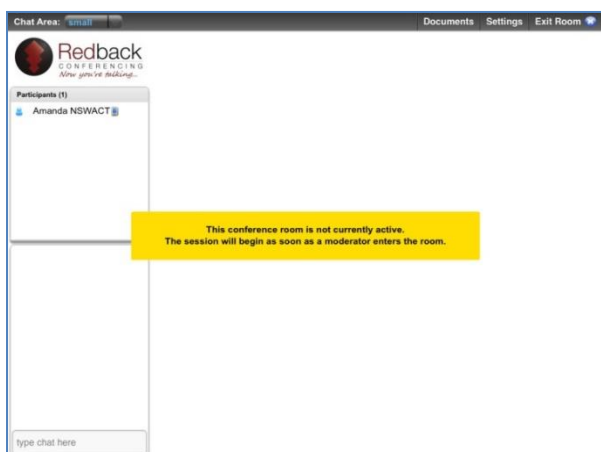 Chat Area: small Documents Settings Exit Room
Redback
CONFERENCING
Now you're talking..
Participants (1)
Amanda NSWACT
This conference room is not currently active.
The session will begin as soon as a moderator enters the room.
type chat here